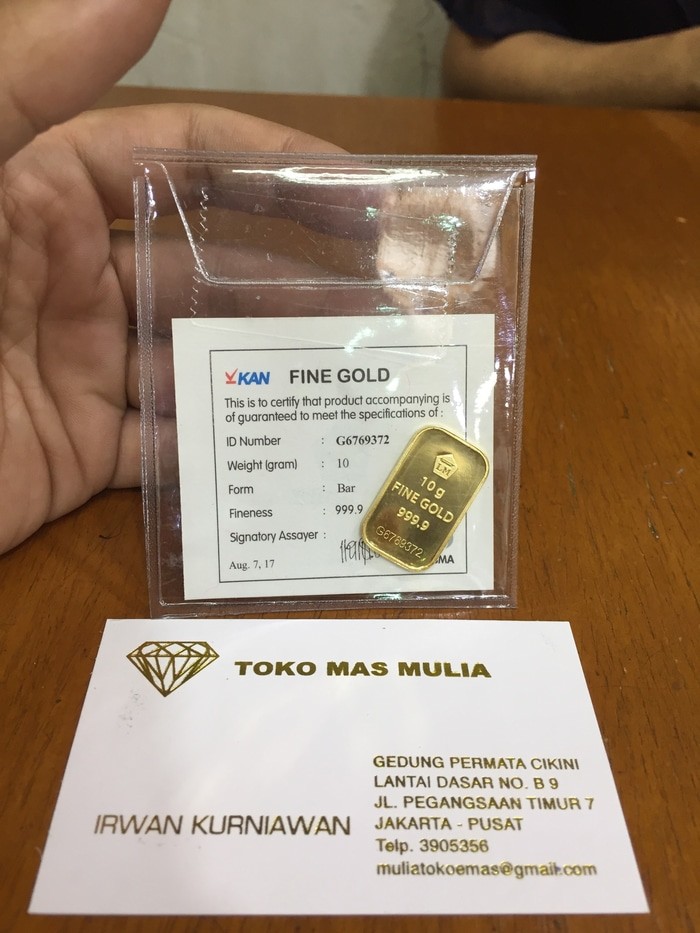 KAN FINE GOLD
This is to certify that product accompanying is
of guaranteed to meet the specifications of :
ID Number : G6769372
Weight (gram) : 10
Form : Bar
Fineness : 999.9
Signatory Assayer :
Aug. 7, 17
LM
10g
FINE GOLD
999.9
G6769372
TOKO MAS MULIA
IRWAN KURNIAWAN
GEDUNG PERMATA CIKINI
LANTAI DASAR NO. B 9
JL. PEGANGSAAN TIMUR 7
JAKARTA - PUSAT
Telp. 3905356
muliatokoemas@gmail.com